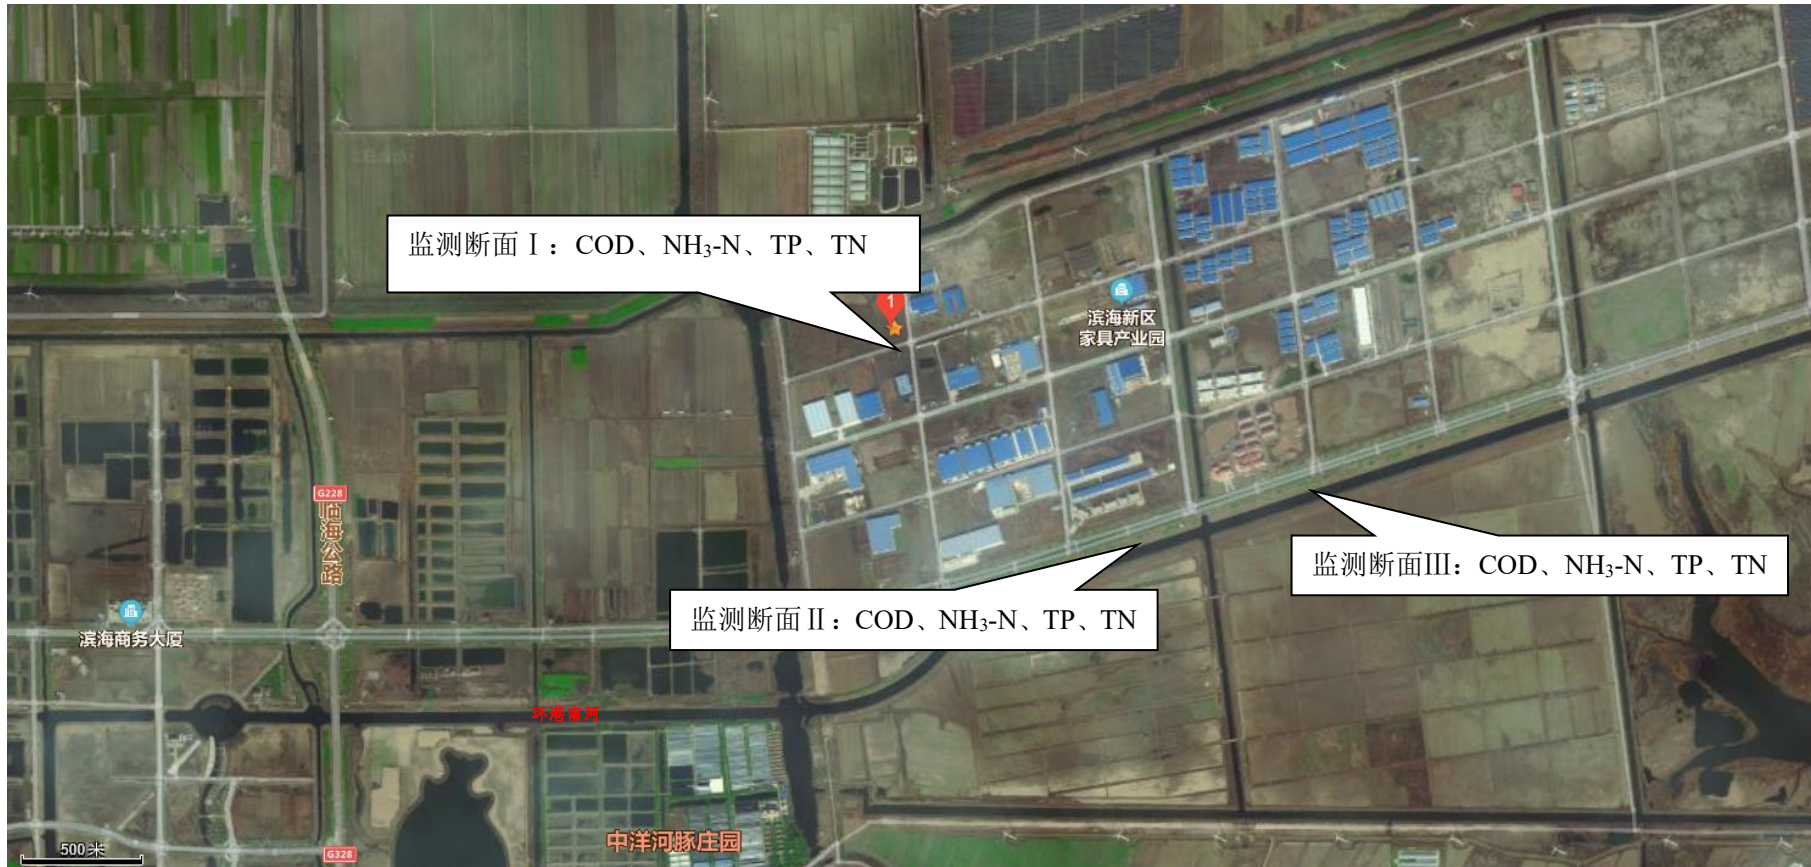 监测断面Ⅰ：COD、NH₃-N、TP、TN
1
滨海新区
家具产业园
G228
临海公路
监测断面Ⅲ：COD、NH₃-N、TP、TN
监测断面Ⅱ：COD、NH₃-N、TP、TN
滨海商务大厦
环港南河
中洋河豚庄园
500米
G328